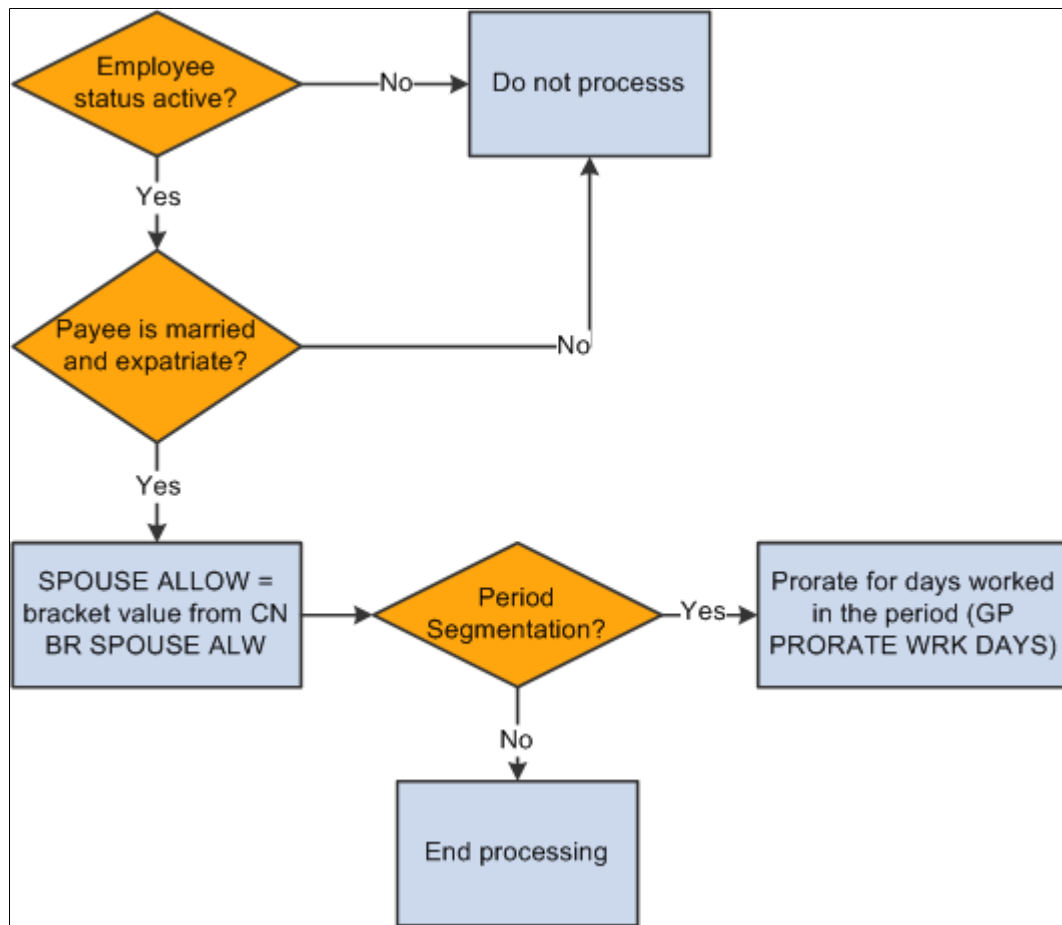 Employee
status active?
No
Do not processs
Yes
Payee is married
and expatriate?
No
Yes
SPOUSE ALLOW =
bracket value from CN
BR SPOUSE ALW
Period
Segmentation?
Yes
Prorate for days worked
in the period (GP
PRORATE WRK DAYS)
No
End processing